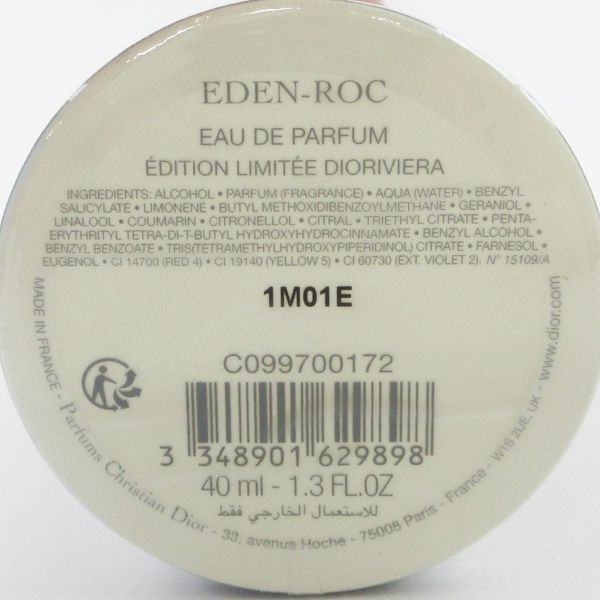 EDEN-ROC
EAU DE PARFUM
ÉDITION LIMITÉE DIORIVIERA
INGREDIENTS: ALCOHOL • PARFUM (FRAGRANCE) • AQUA (WATER) • BENZYL
SALICYLATE • LIMONENE • BUTYL METHOXIDIBENZOYLMETHANE • GERANIOL •
LINALOOL • COUMARIN • CITRONELLOL • CITRAL • TRIETHYL CITRATE • PENTA-
ERYTHRITYL TETRA-DI-T-BUTYL HYDROXYHYDROCINNAMATE • BENZYL ALCOHOL •
BENZYL BENZOATE • TRIS(TETRAMETHYLHYDROXYPIPERIDINOL) CITRATE • FARNESOL •
EUGENOL • CI 14700 (RED 4) • CI 19140 (YELLOW 5) • CI 60730 (EXT. VIOLET 2). N° 15109/A
1M01E
C099700172
3 348901 629898
40 ml - 1.3 FL.OZ
للاستعمال الخارجي فقط
MADE IN FRANCE - Parfums Christian Dior - 33, avenue Hoche - 75008 Paris - France - W1S 2UE, UK - www.dior.com